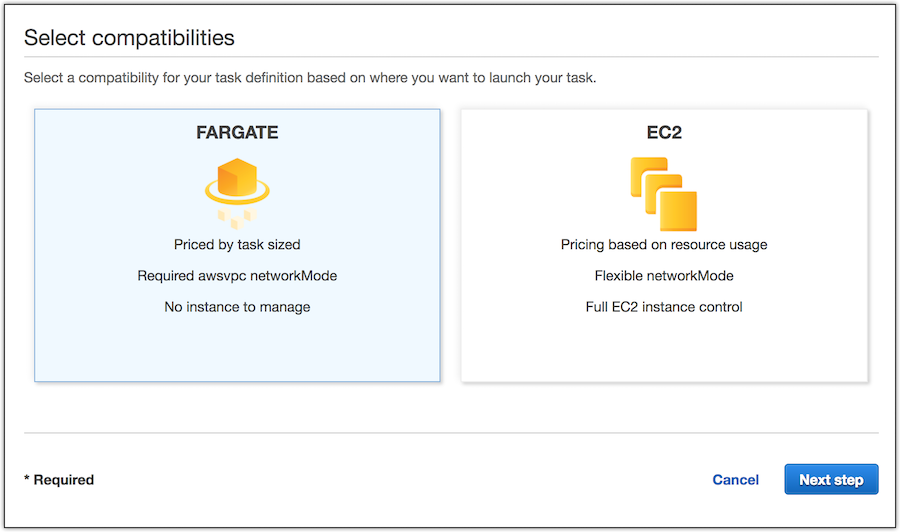 Select compatibilities
Select a compatibility for your task definition based on where you want to launch your task.
FARGATE
Priced by task sized
Required awsvpc networkMode
No instance to manage
EC2
Pricing based on resource usage
Flexible networkMode
Full EC2 instance control
* Required
Cancel
Next step